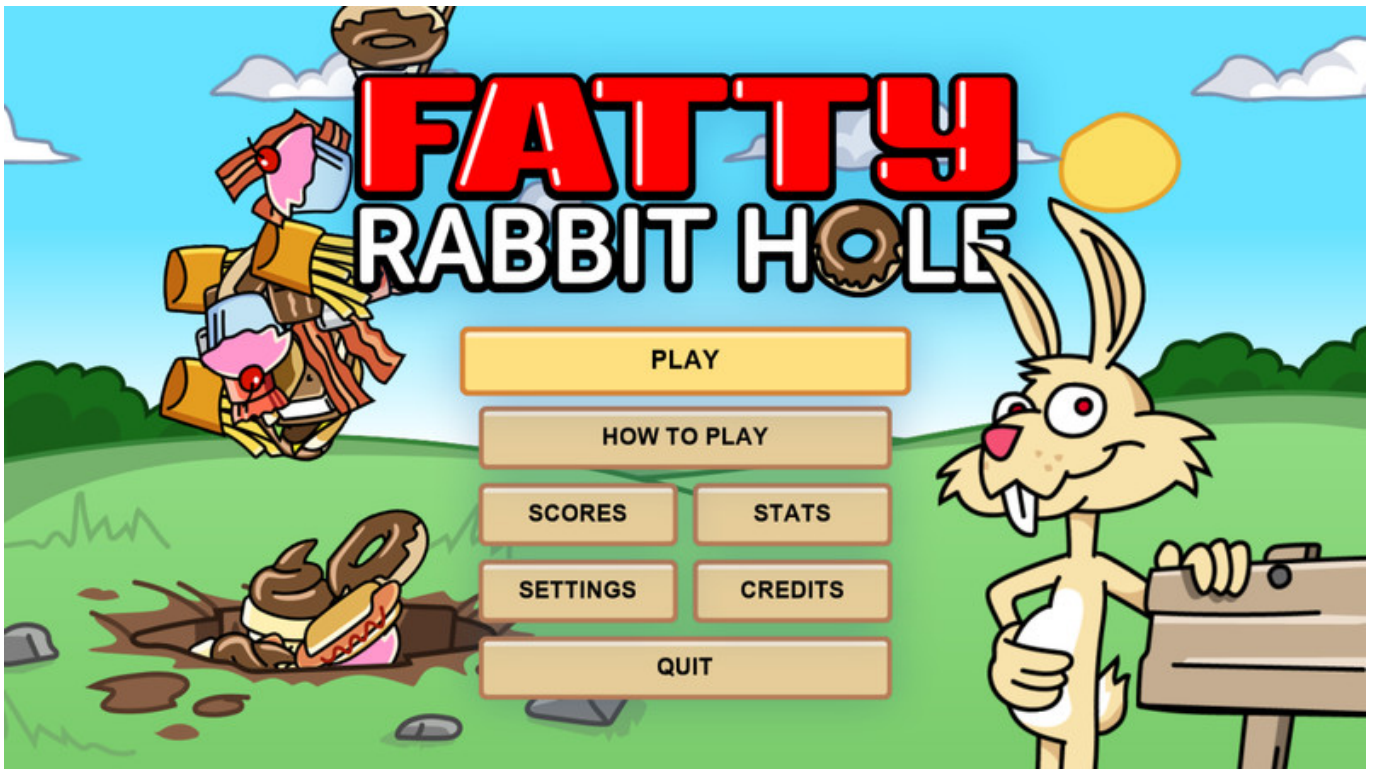 FATTY
RABBIT HOLE
PLAY
HOW TO PLAY
SCORES
STATS
SETTINGS
CREDITS
QUIT